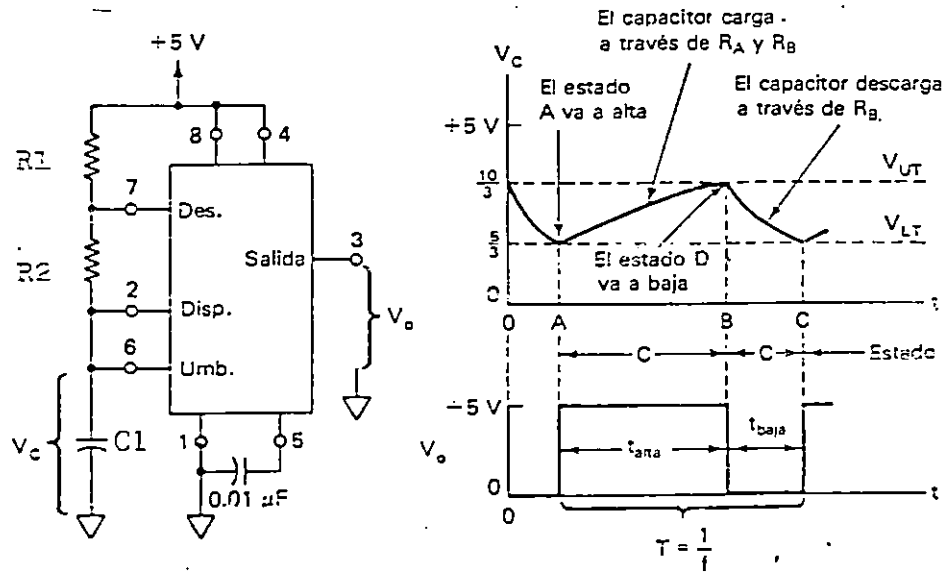 +5 V
R1
8
4
7
Des.
R2
Salida
3
2
Disp.
V_o
6
Umb.
V_C
C1
1
5
0.01 µF
El capacitor carga
a través de R_A y R_B
V_C
El estado
A va a alta
El capacitor descarga
a través de R_B.
+5 V
10/3
V_UT
5/3
V_LT
El estado D
va a baja
0
t
0
A
B
C
C
C
Estado
+5 V
V_o
t_alta
t_baja
0
t
0
T = 1/f